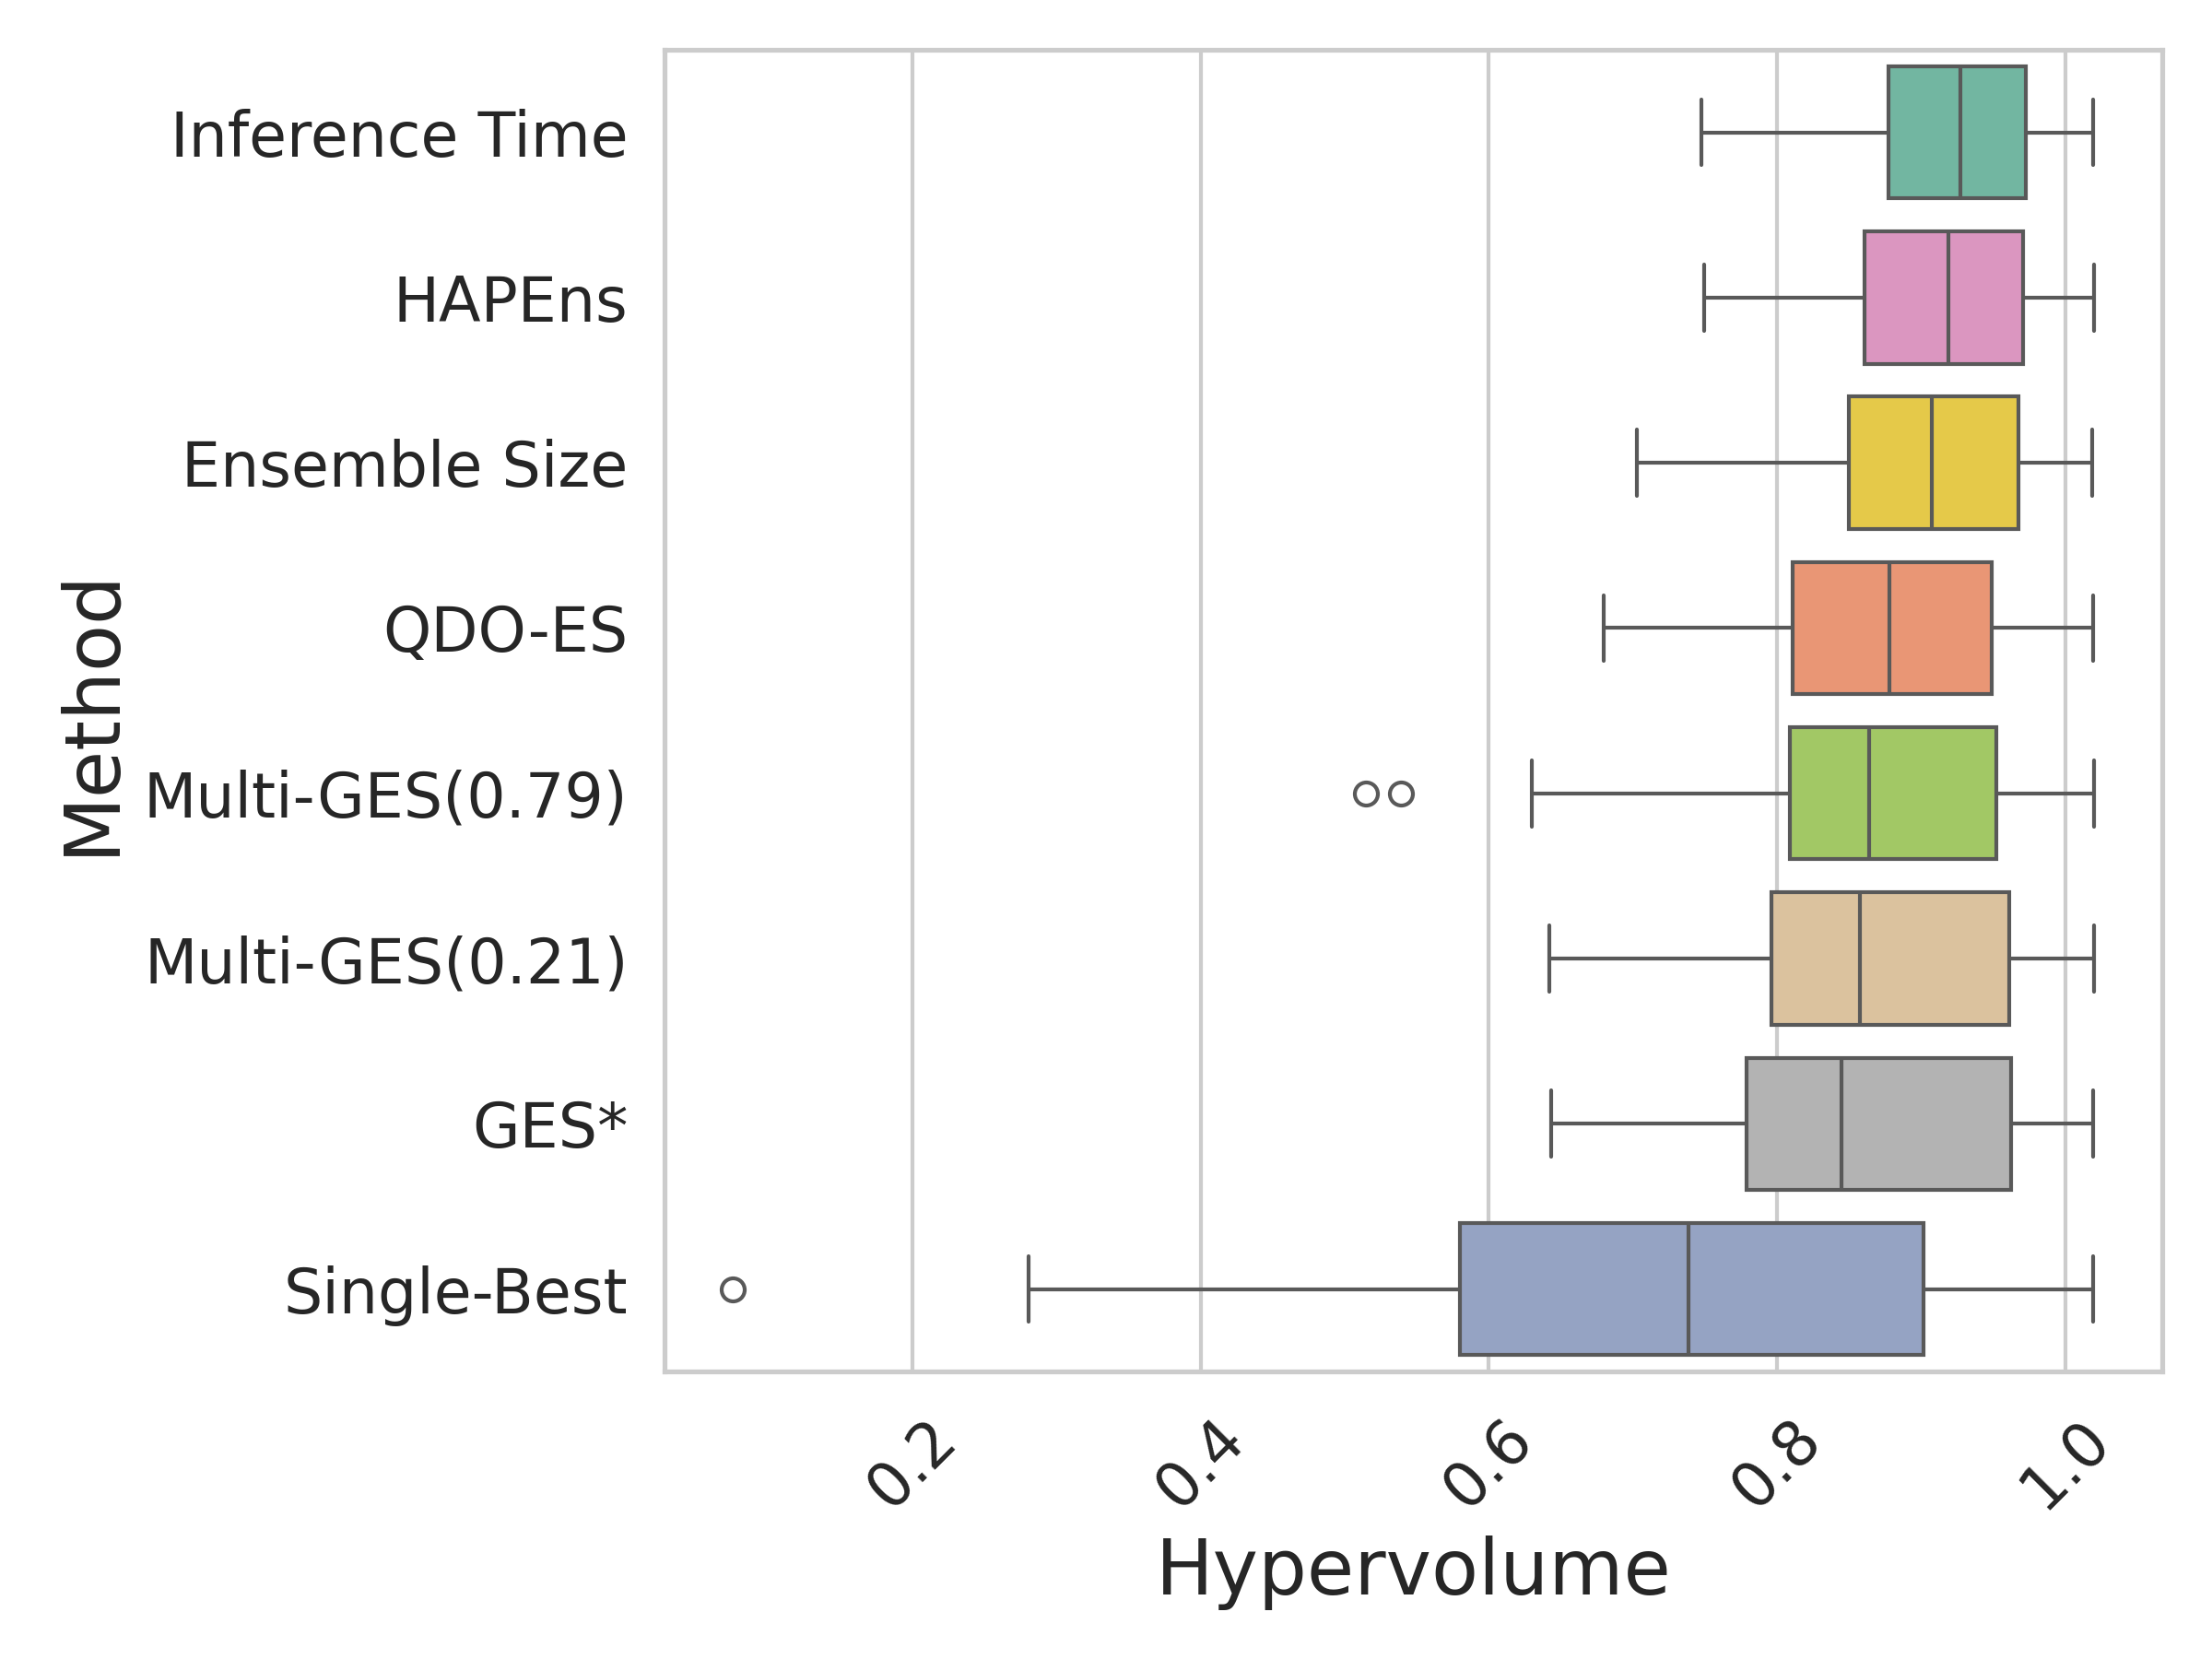 Method
Inference Time
HAPEns
Ensemble Size
QDO-ES
Multi-GES(0.79)
Multi-GES(0.21)
GES*
Single-Best
0.2 0.4 0.6 0.8 1.0
Hypervolume